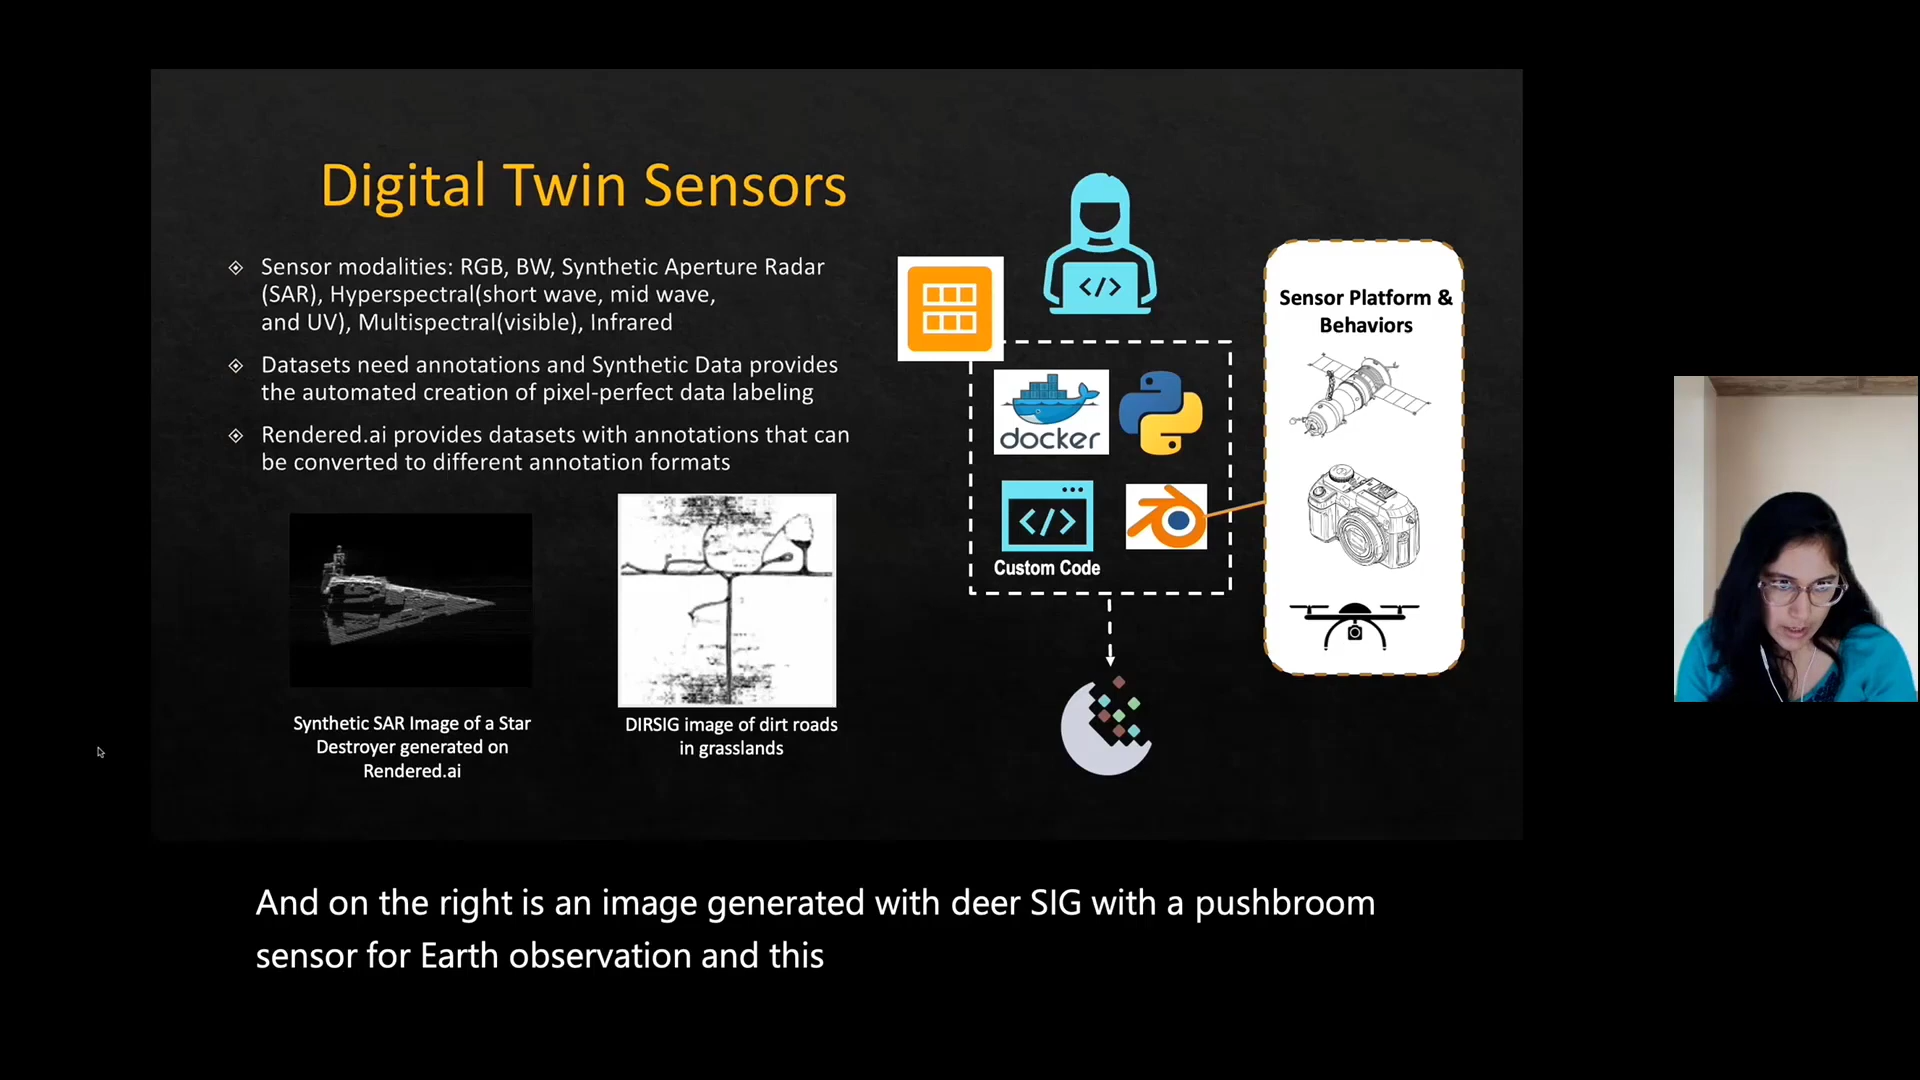 Digital Twin Sensors
Sensor modalities: RGB, BW, Synthetic Aperture Radar
(SAR), Hyperspectral(short wave, mid wave,
and UV), Multispectral(visible), Infrared
Datasets need annotations and Synthetic Data provides
the automated creation of pixel-perfect data labeling
Rendered.ai provides datasets with annotations that can
be converted to different annotation formats
Synthetic SAR Image of a Star
Destroyer generated on
Rendered.ai
DIRSIG image of dirt roads
in grasslands
</>
docker
</>
Custom Code
Sensor Platform &
Behaviors
And on the right is an image generated with deer SIG with a pushbroom
sensor for Earth observation and this